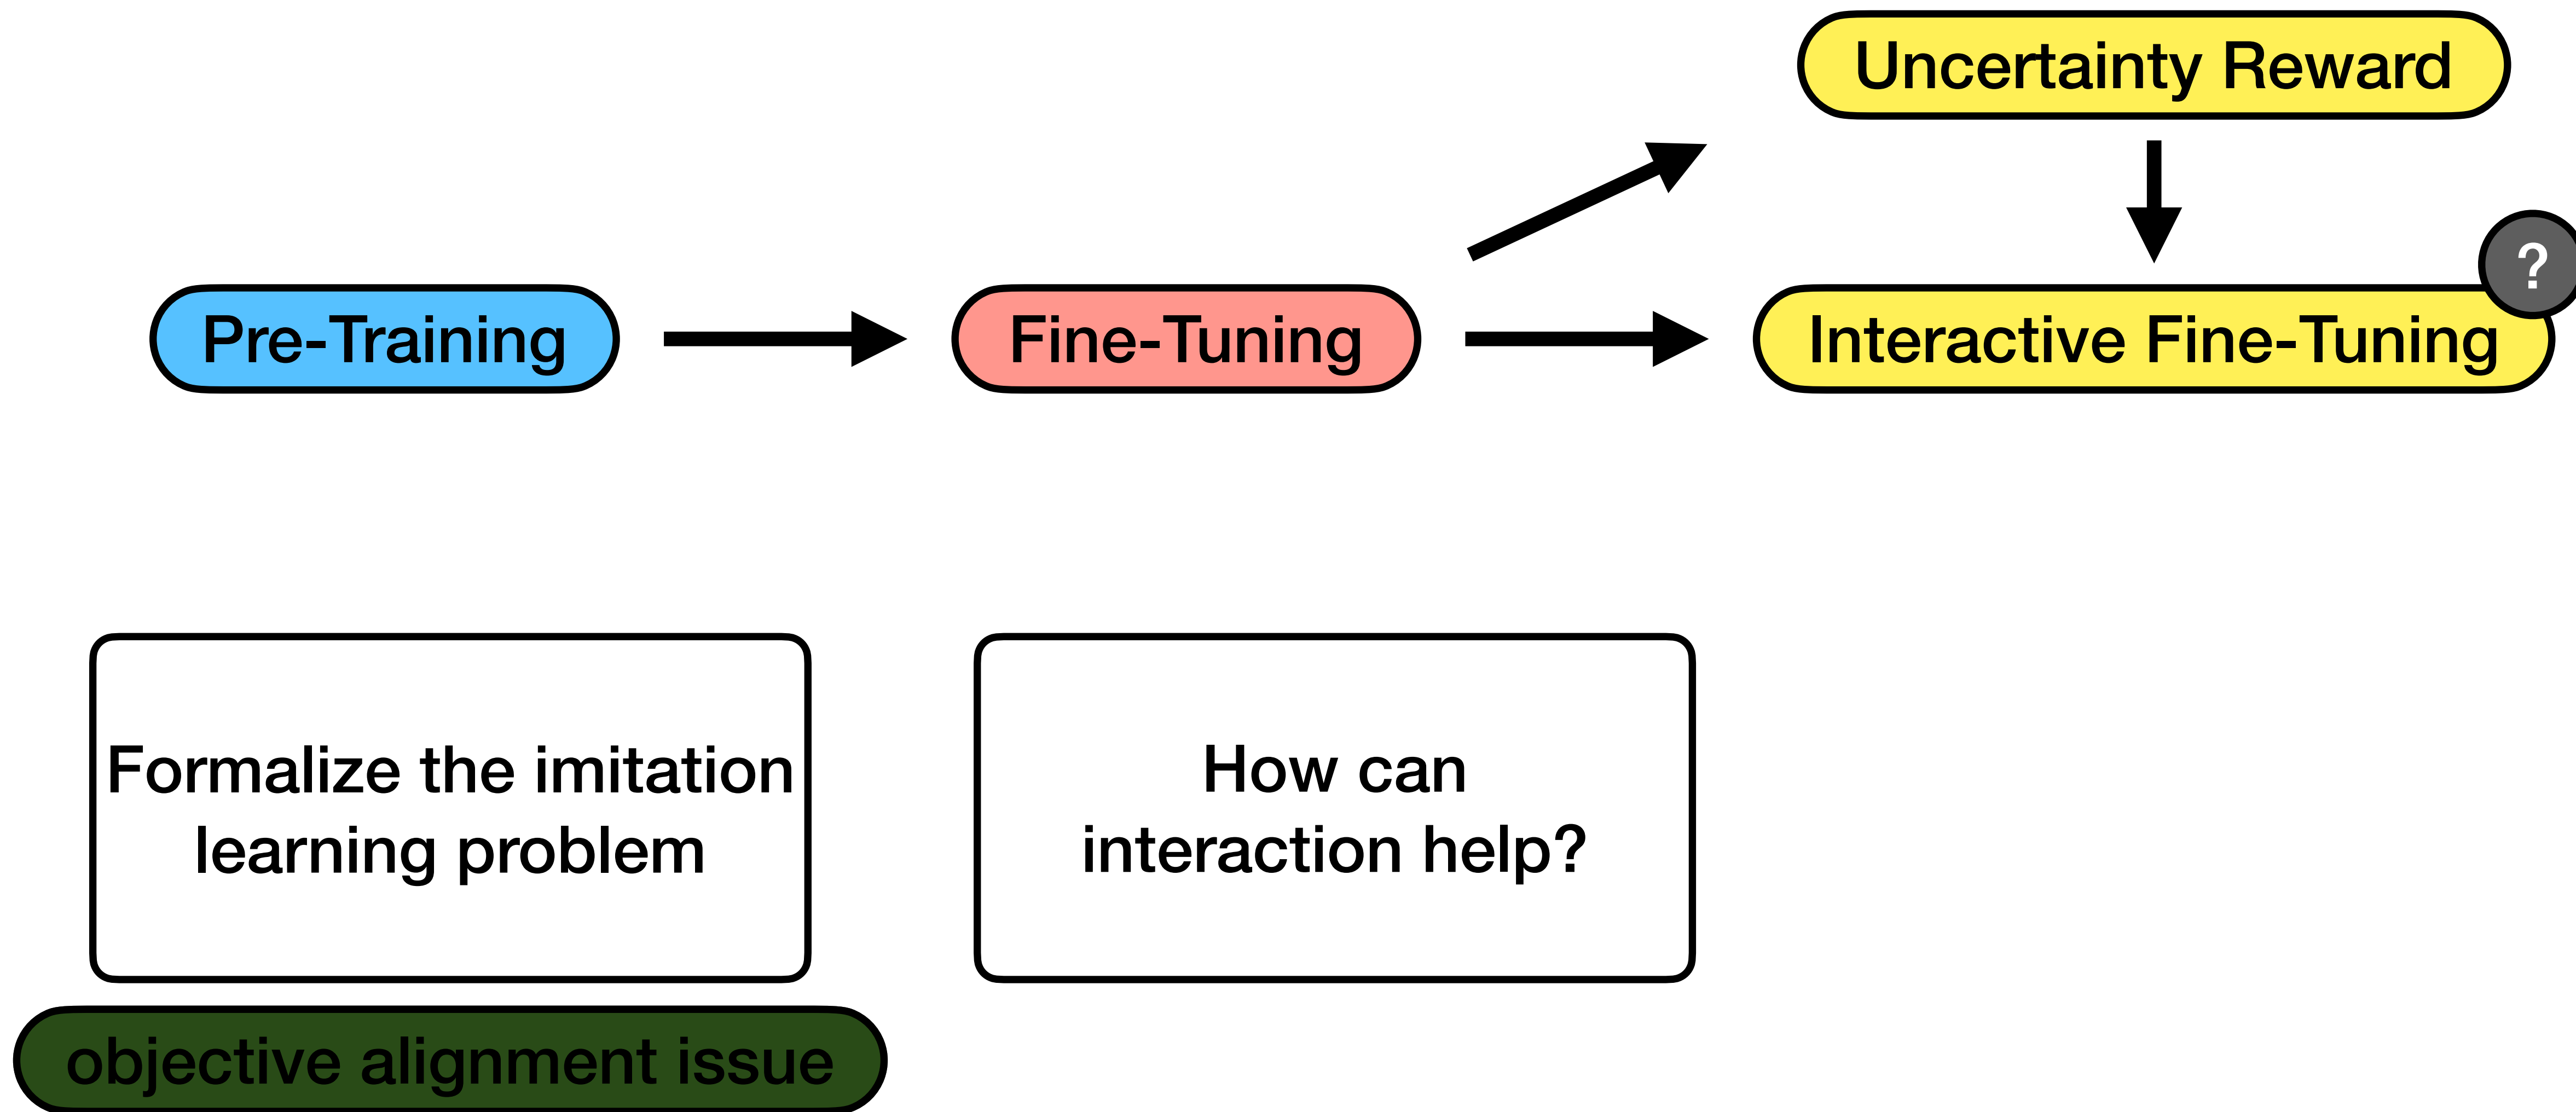 Uncertainty Reward
?
Pre-Training
Fine-Tuning
Interactive Fine-Tuning
Formalize the imitation
learning problem
How can
interaction help?
objective alignment issue